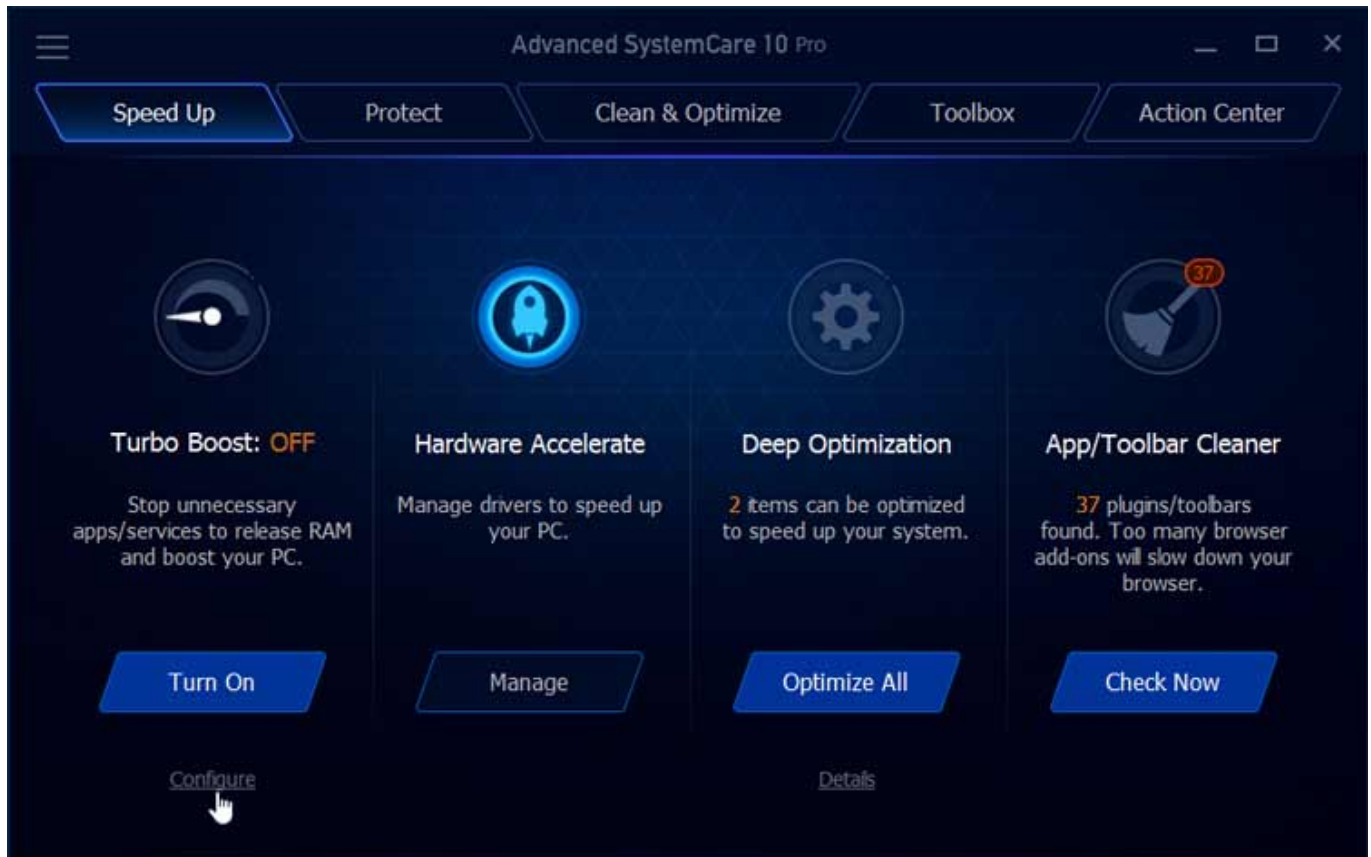 Advanced SystemCare 10 Pro
Speed Up
Protect
Clean & Optimize
Toolbox
Action Center
37
Turbo Boost: OFF
Stop unnecessary
apps/services to release RAM
and boost your PC.
Turn On
Configure
Hardware Accelerate
Manage drivers to speed up
your PC.
Manage
Deep Optimization
2 items can be optimized
to speed up your system.
Optimize All
Details
App/Toolbar Cleaner
37 plugins/toolbars
found. Too many browser
add-ons will slow down your
browser.
Check Now